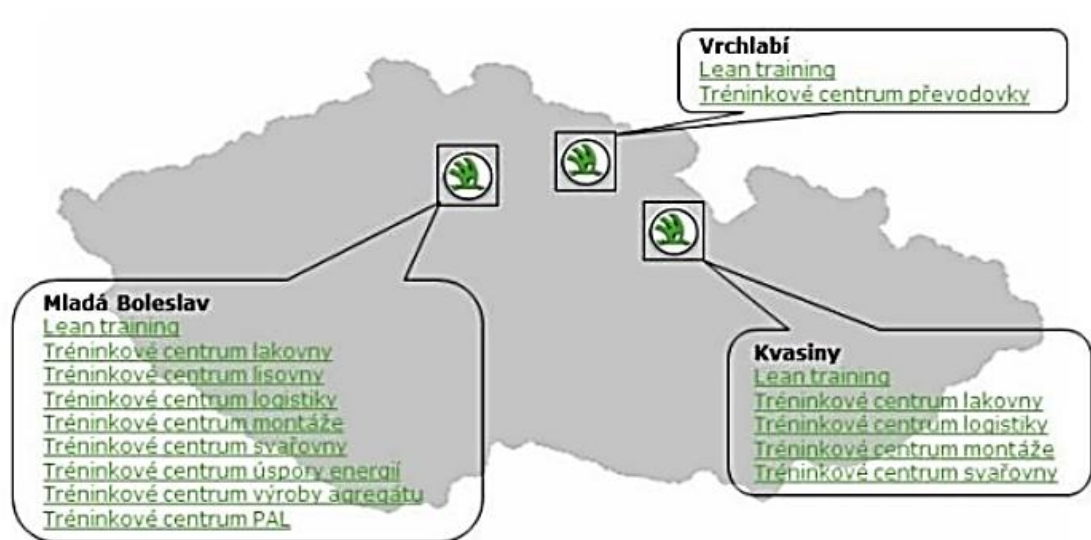 Vrchlabí
Lean training
Tréninkové centrum převodovky
Mladá Boleslav
Lean training
Tréninkové centrum lakovny
Tréninkové centrum lisovny
Tréninkové centrum logistiky
Tréninkové centrum montáže
Tréninkové centrum svařovny
Tréninkové centrum úspory energií
Tréninkové centrum výroby agregátu
Tréninkové centrum PAL
Kvasiny
Lean training
Tréninkové centrum lakovny
Tréninkové centrum logistiky
Tréninkové centrum montáže
Tréninkové centrum svařovny